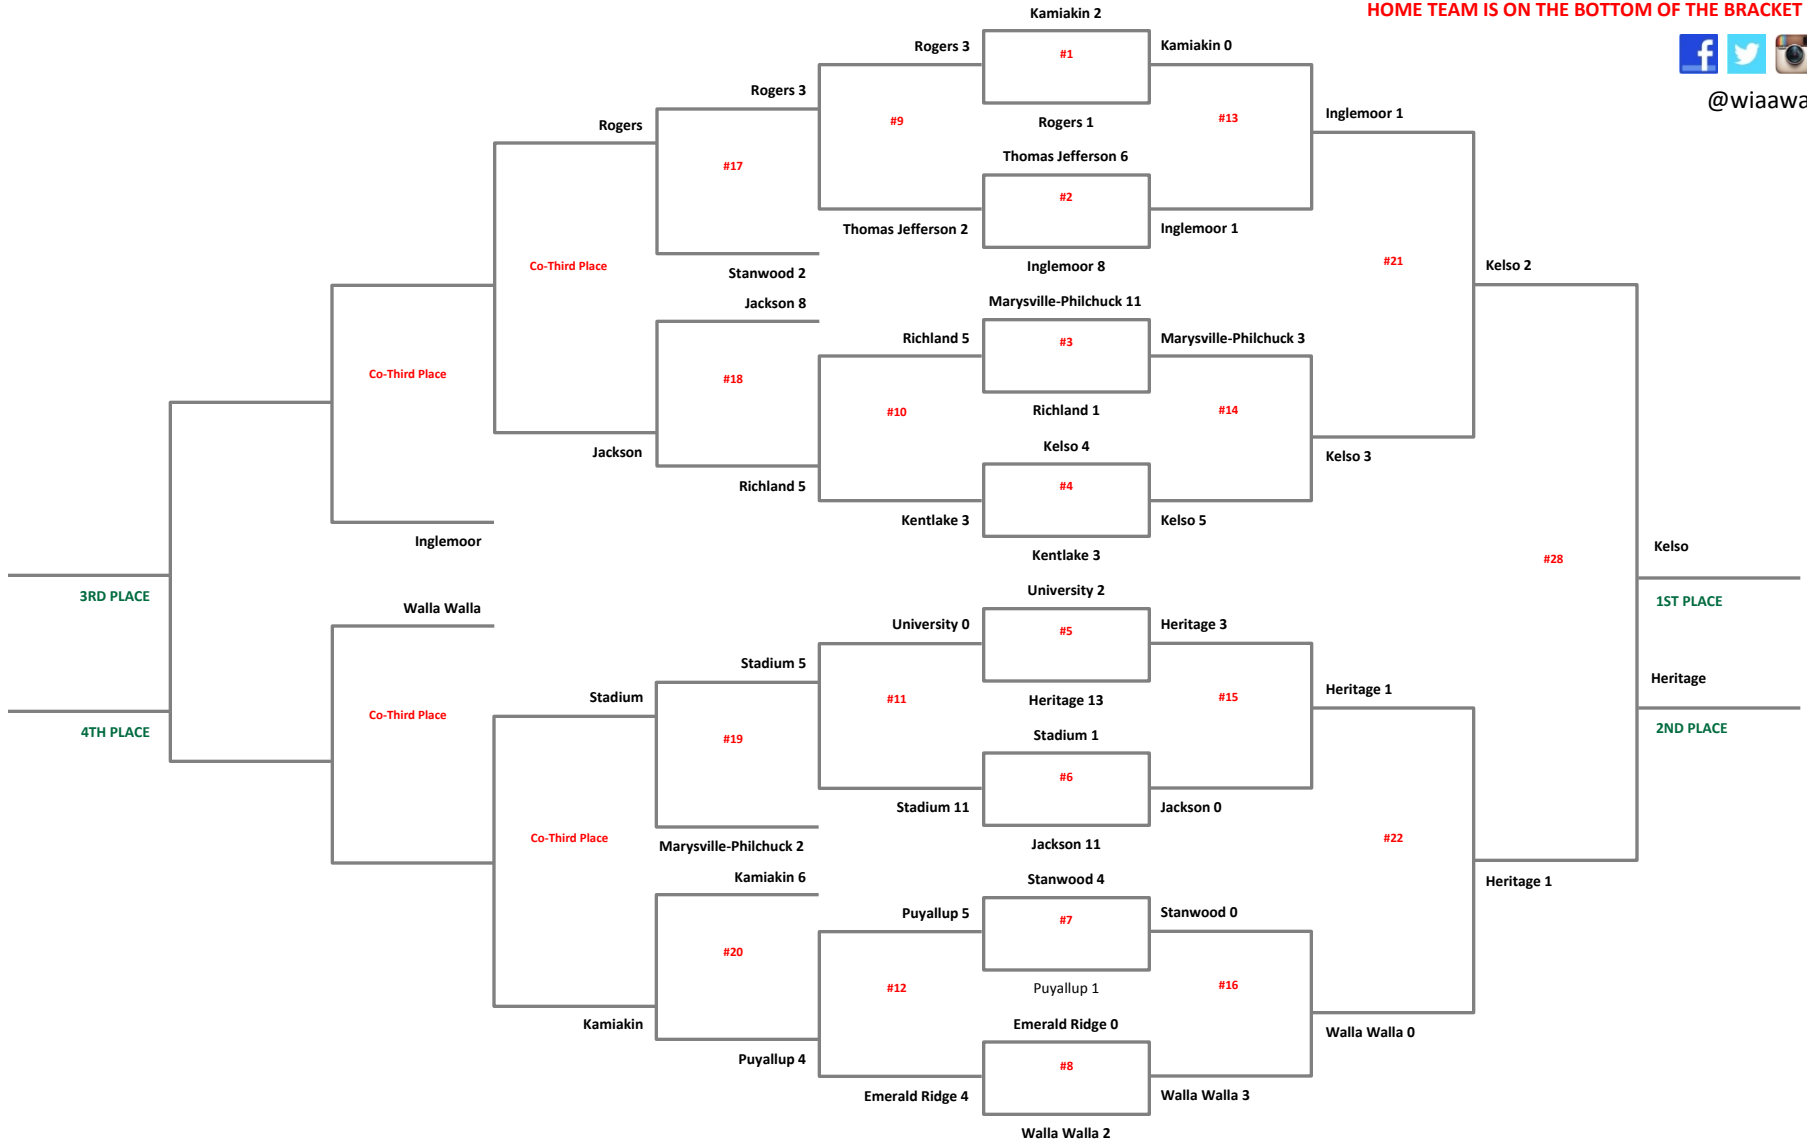 HOME TEAM IS ON THE BOTTOM OF THE BRACKET
@wiaawa
Kamiakin 2
Rogers 3
#1
Kamiakin 0
Rogers 3
Rogers 1
Inglemoor 1
Rogers
#9
#13
Thomas Jefferson 6
#17
#2
Thomas Jefferson 2
Inglemoor 1
Co-Third Place
Stanwood 2
Inglemoor 8
#21
Kelso 2
Jackson 8
Marysville-Philchuck 11
Richland 5
#3
Marysville-Philchuck 3
Co-Third Place
#18
#10
Richland 1
#14
Jackson
Kelso 4
Kelso 3
Richland 5
#4
Kentlake 3
Kelso 5
Inglemoor
Kentlake 3
#28
Kelso
3RD PLACE
University 2
1ST PLACE
Walla Walla
University 0
#5
Heritage 3
Stadium 5
Heritage
Stadium
#11
Heritage 13
#15
Heritage 1
Co-Third Place
4TH PLACE
#19
Stadium 1
2ND PLACE
#6
Stadium 11
Jackson 0
Co-Third Place
Marysville-Philchuck 2
Jackson 11
#22
Kamiakin 6
Stanwood 4
Heritage 1
Puyallup 5
#7
Stanwood 0
#20
#12
Puyallup 1
#16
Kamiakin
Emerald Ridge 0
Walla Walla 0
Puyallup 4
#8
Emerald Ridge 4
Walla Walla 3
Walla Walla 2